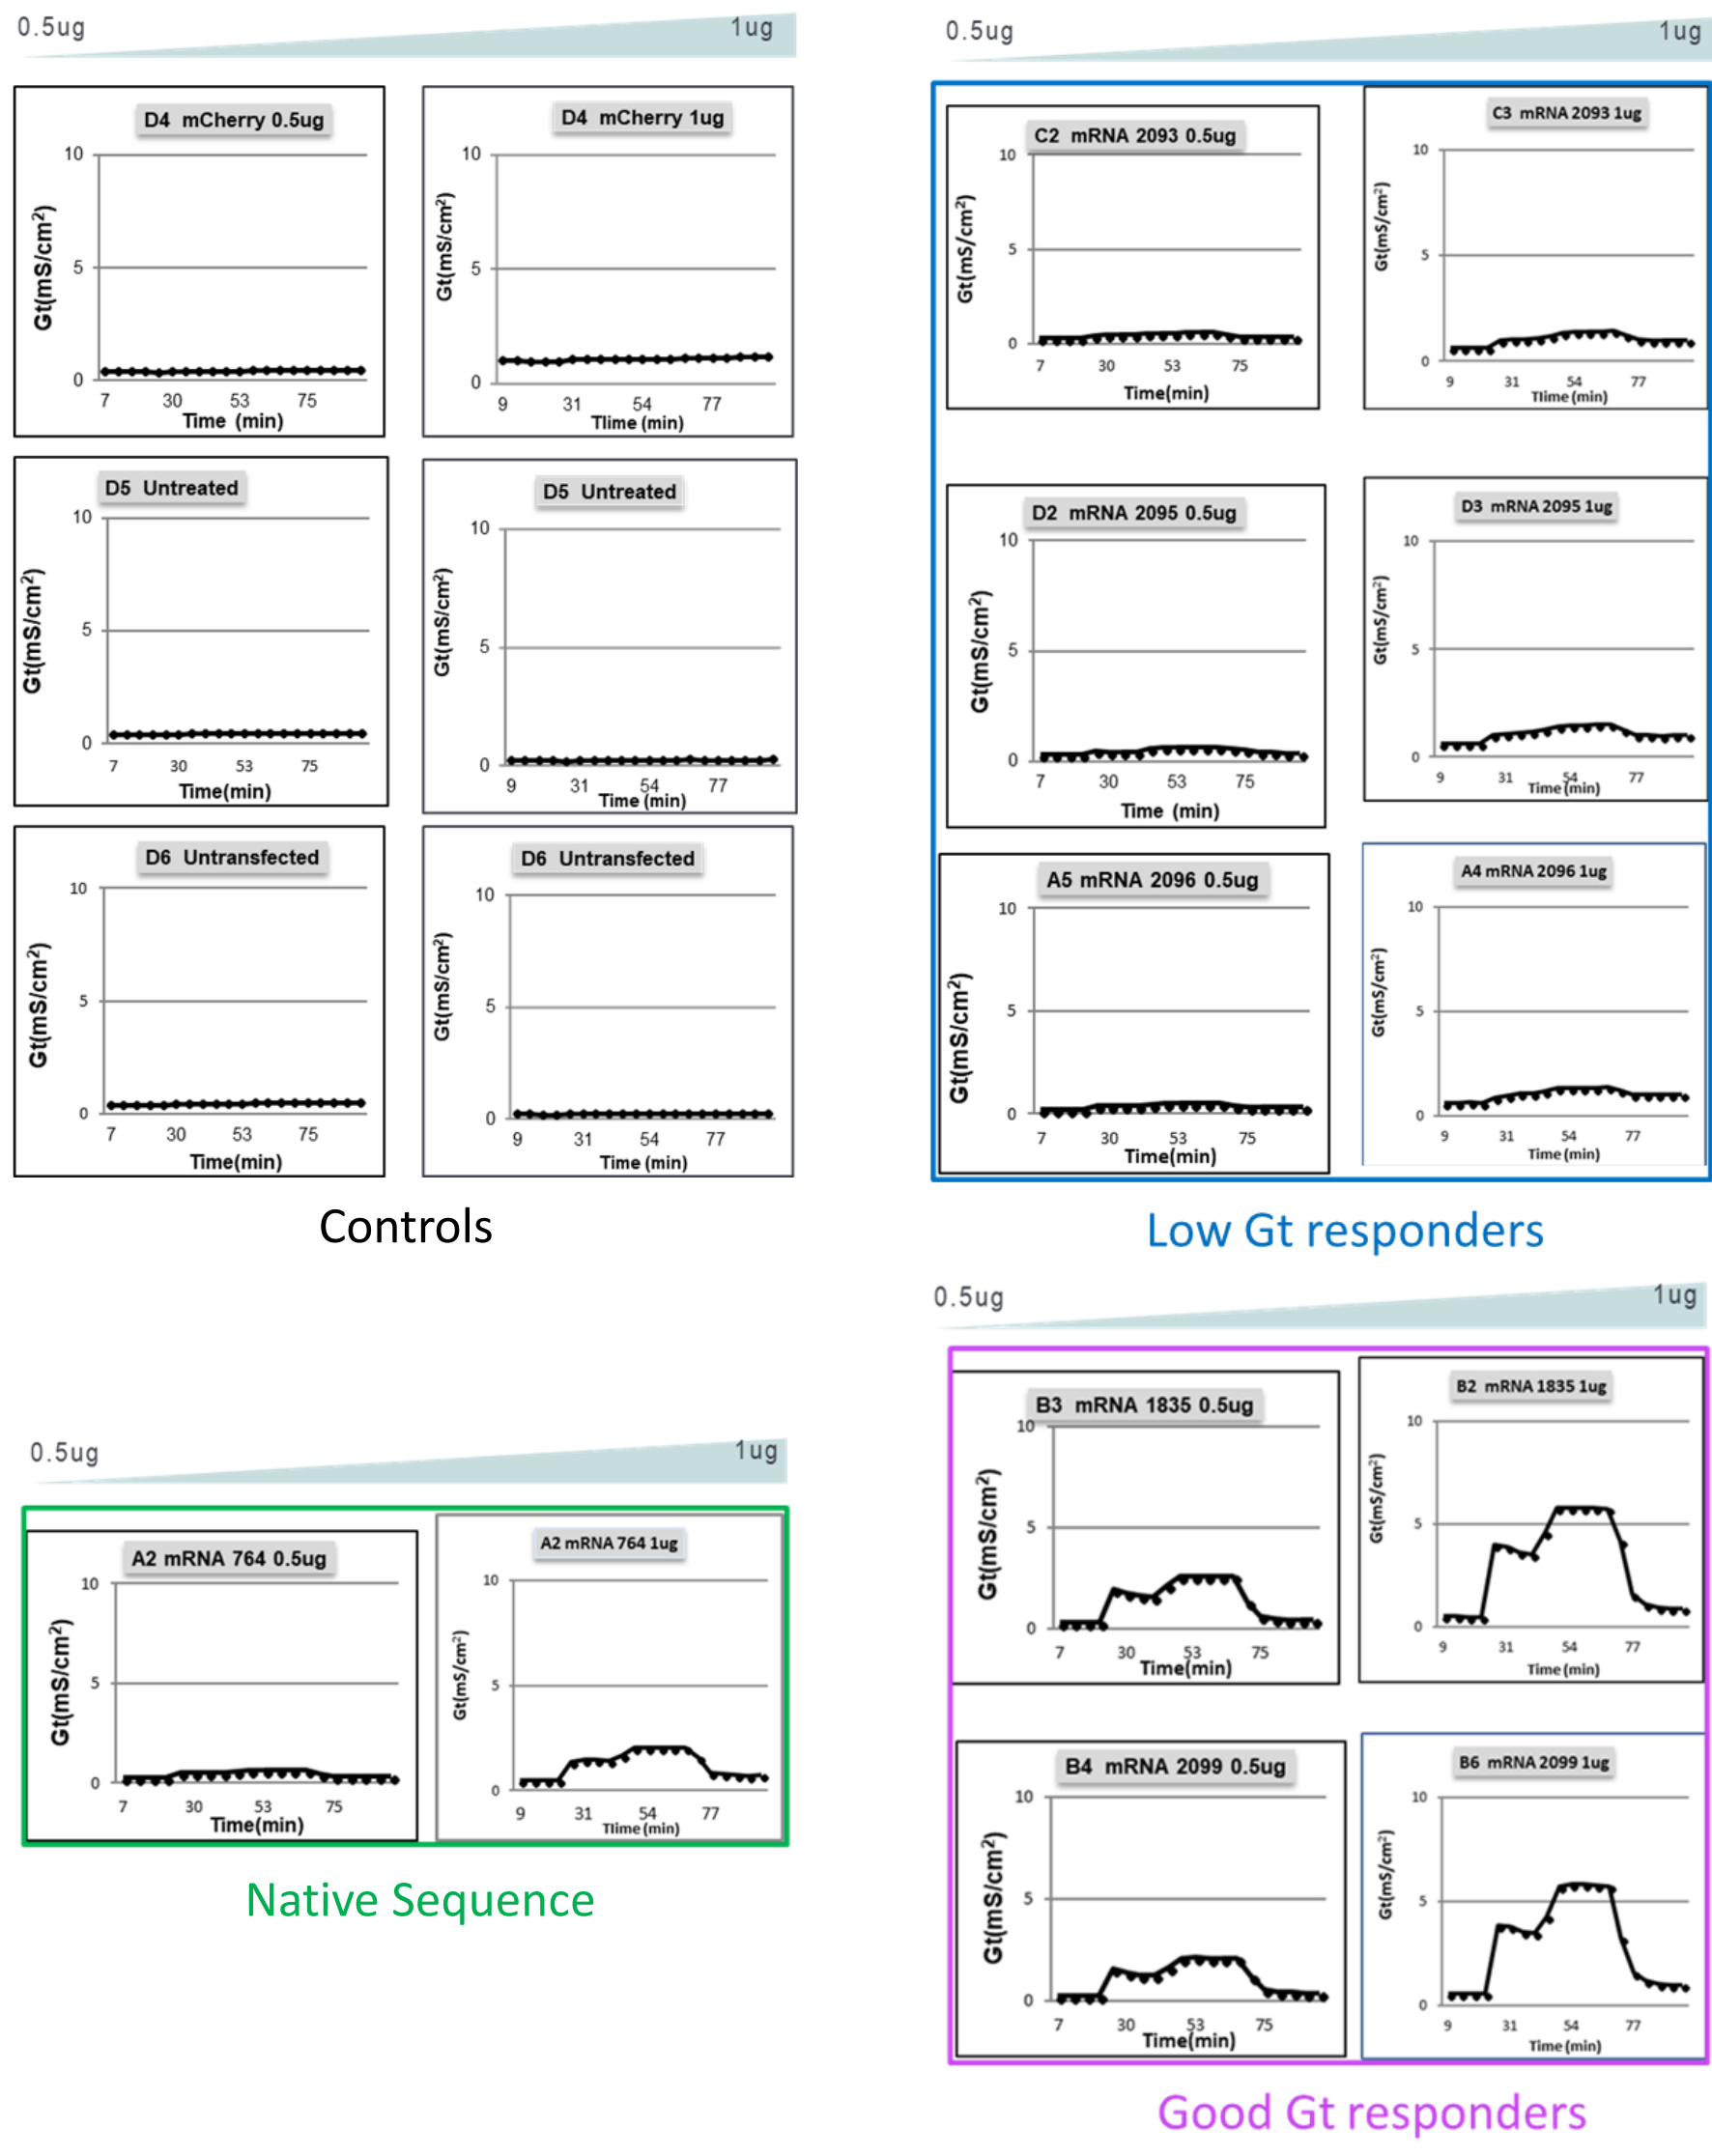 0.5ug
1ug
D4 mCherry 0.5ug
10
5
0
Gt(mS/cm²)
7 30 53 75
Time (min)
D4 mCherry 1ug
10
5
0
Gt(mS/cm²)
9 31 54 77
TIime (min)
D5 Untreated
10
5
0
Gt(mS/cm²)
7 30 53 75
Time(min)
D5 Untreated
10
5
0
Gt(mS/cm²)
9 31 54 77
Time (min)
D6 Untransfected
10
5
0
Gt(mS/cm²)
7 30 53 75
Time(min)
D6 Untransfected
10
5
0
Gt(mS/cm²)
9 31 54 77
Time (min)
Controls
0.5ug
1ug
C2 mRNA 2093 0.5ug
10
5
0
Gt(mS/cm²)
7 30 53 75
Time(min)
C3 mRNA 2093 1ug
10
5
0
Gt(mS/cm²)
9 31 54 77
TIime (min)
D2 mRNA 2095 0.5ug
10
5
0
Gt(mS/cm²)
7 30 53 75
Time (min)
D3 mRNA 2095 1ug
10
5
0
Gt(mS/cm²)
9 31 54 77
Time (min)
A5 mRNA 2096 0.5ug
10
5
0
Gt(mS/cm²)
7 30 53 75
Time(min)
A4 mRNA 2096 1ug
10
5
0
Gt(mS/cm²)
9 31 54 77
Time (min)
Low Gt responders
0.5ug
1ug
A2 mRNA 764 0.5ug
10
5
0
Gt(mS/cm²)
7 30 53 75
Time(min)
A2 mRNA 764 1ug
10
5
0
Gt(mS/cm²)
9 31 54 77
TIime (min)
Native Sequence
0.5ug
1ug
B3 mRNA 1835 0.5ug
10
5
0
Gt(mS/cm²)
7 30 53 75
Time(min)
B2 mRNA 1835 1ug
10
5
0
Gt(mS/cm²)
9 31 54 77
Time (min)
B4 mRNA 2099 0.5ug
10
5
0
Gt(mS/cm²)
7 30 53 75
Time(min)
B6 mRNA 2099 1ug
10
5
0
Gt(mS/cm²)
9 31 54 77
Time (min)
Good Gt responders